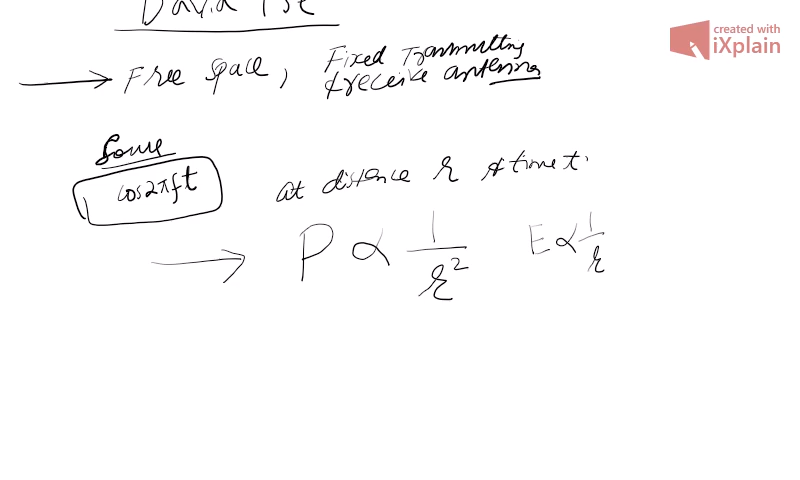 David Tse
created with
iXplain
→ Free space, Fixed Transmitting
& receive antenna
Source
cos2πft
at distance r & time t.
→ P ∝ 1/r² E ∝ 1/r